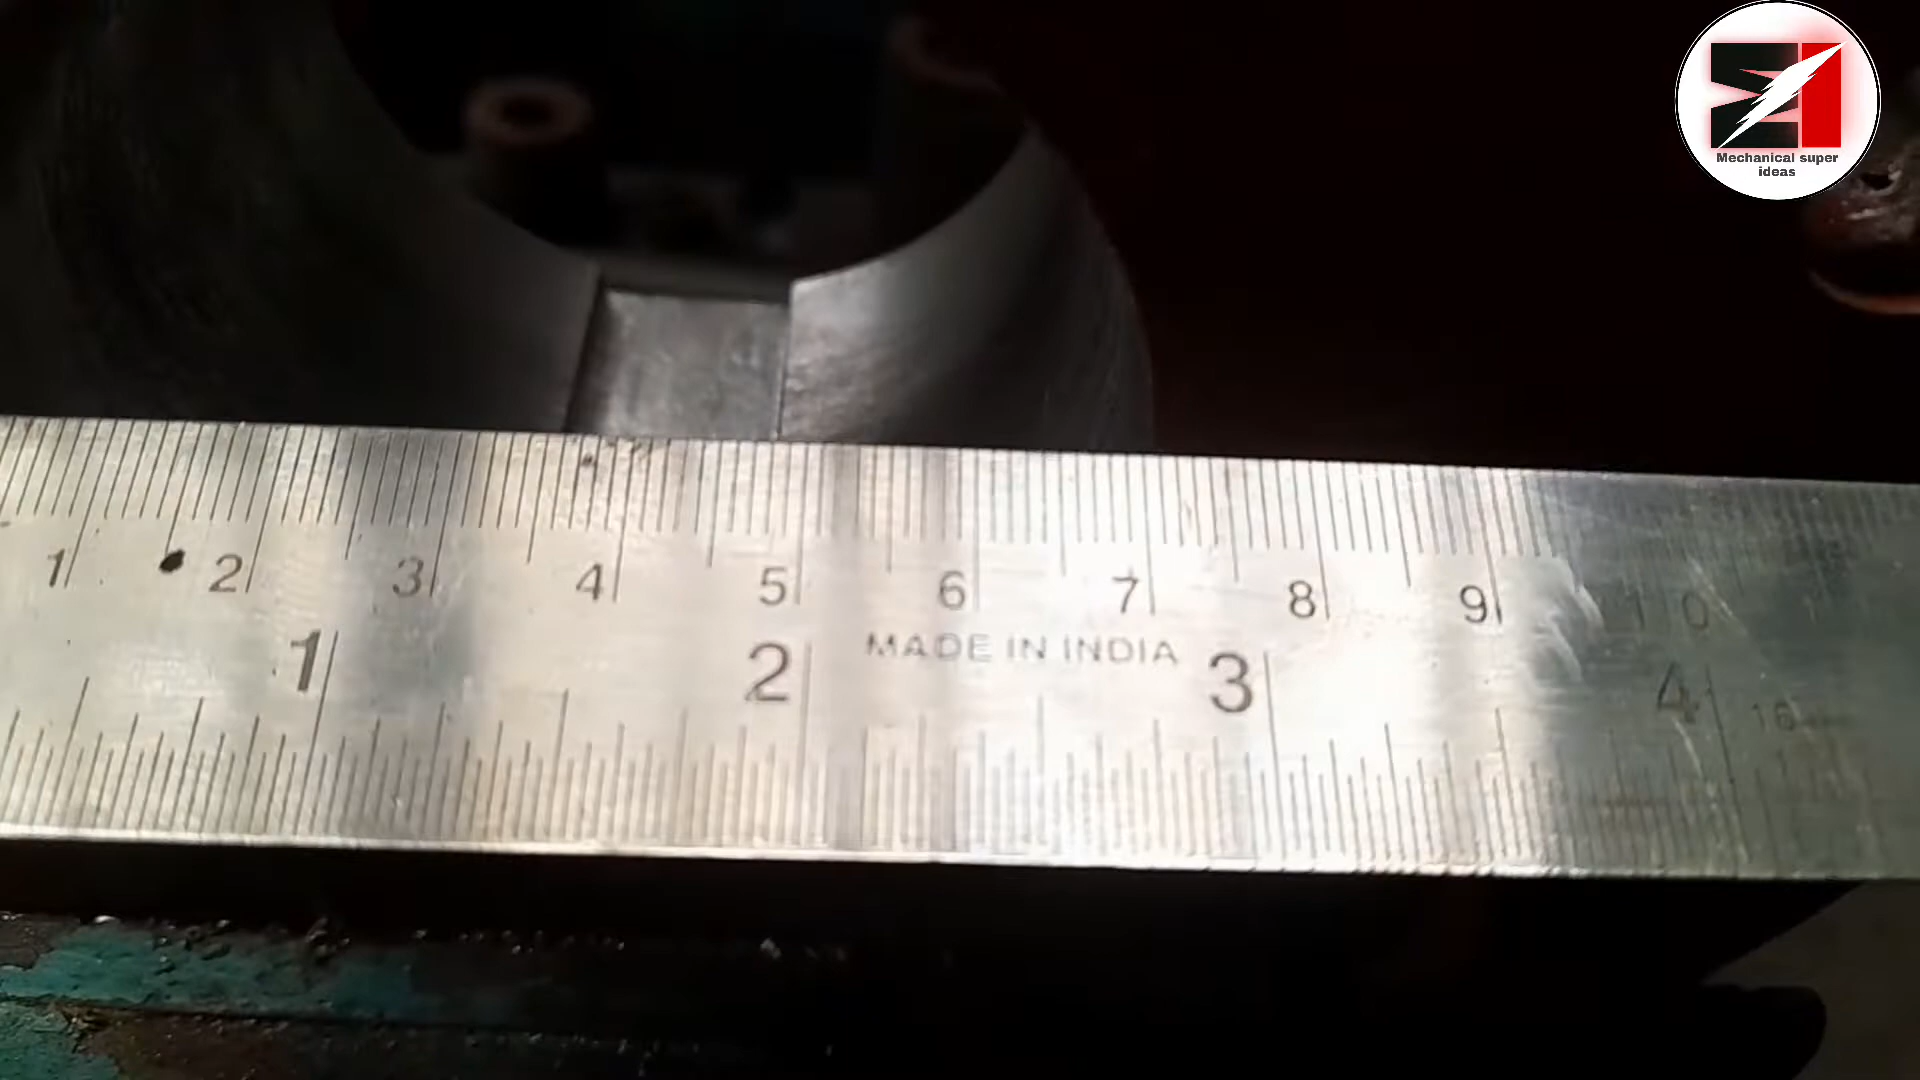 Mechanical super
ideas
1 2 3 4 5 6 7 8 9 10
MADE IN INDIA
1 2 3 4 16